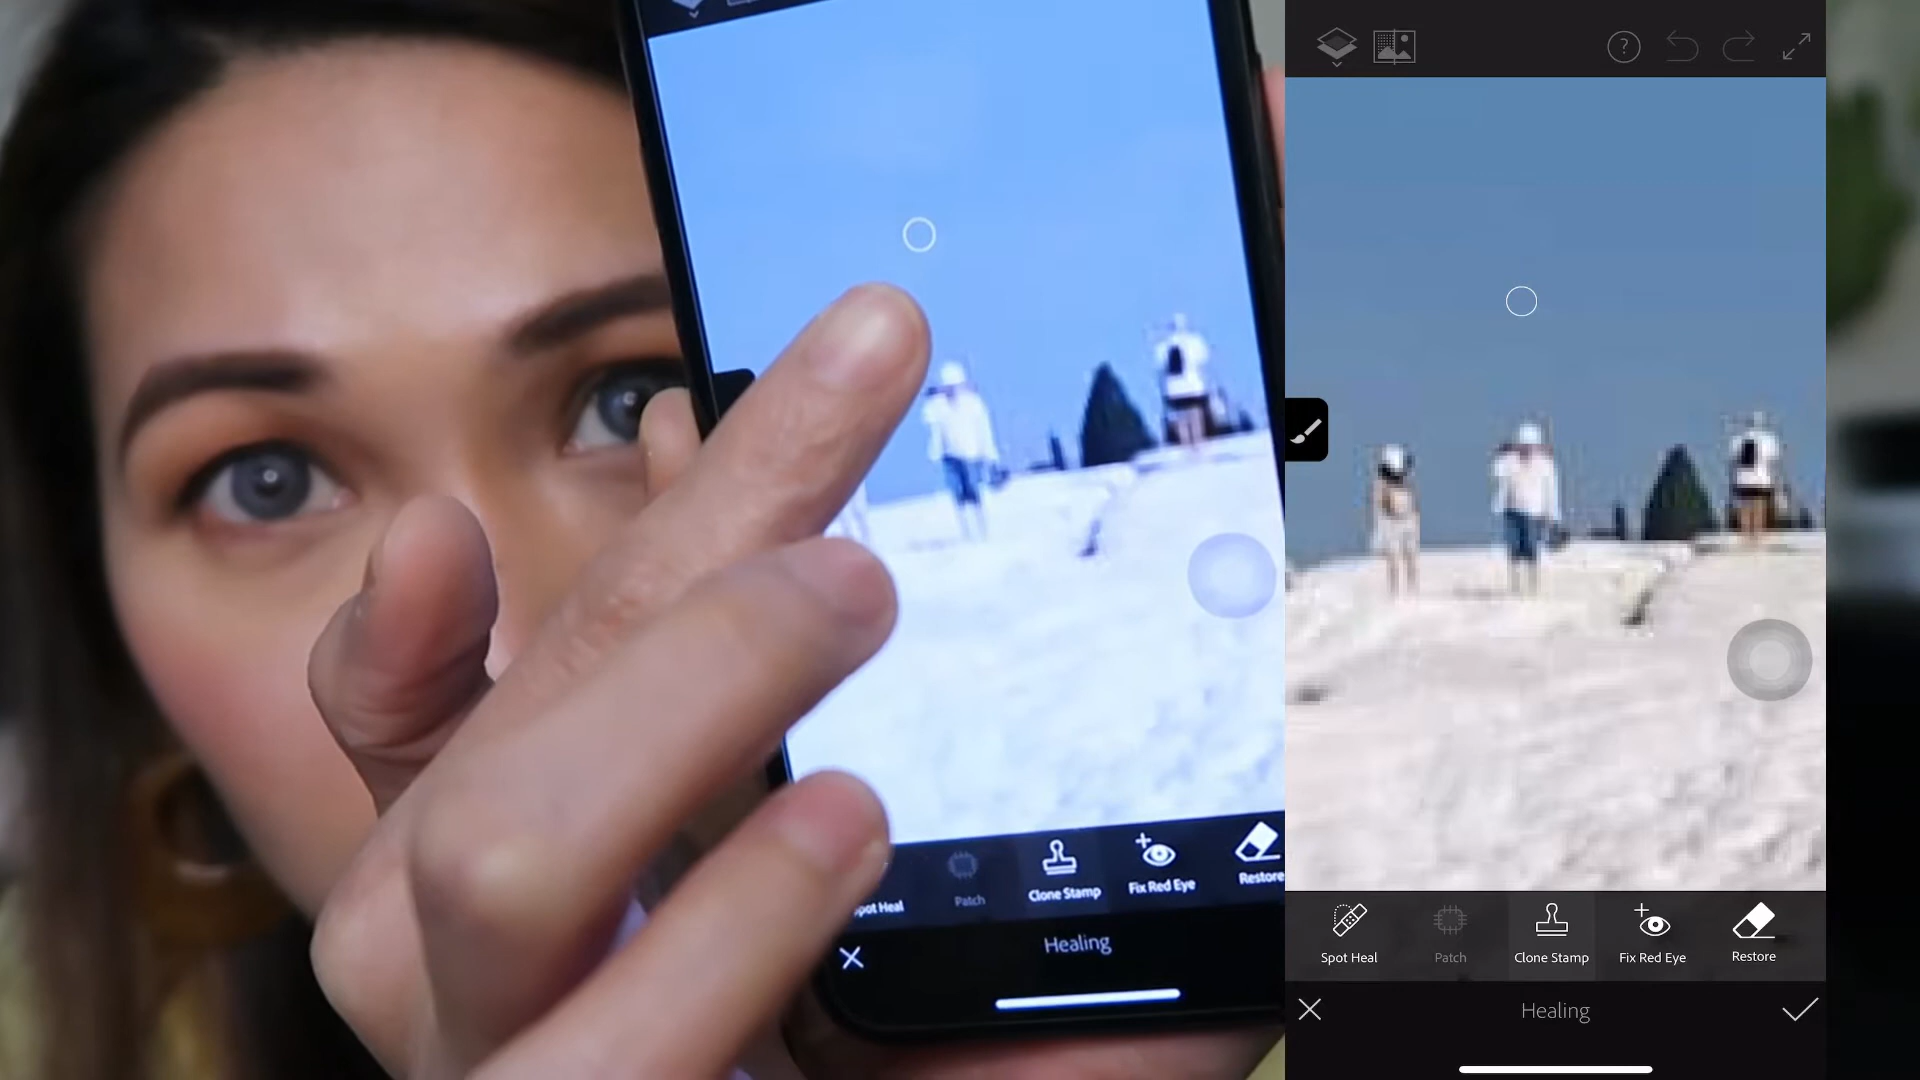 Spot Heal
Patch
Clone Stamp
Fix Red Eye
Restore
Healing
?
Spot Heal
Patch
Clone Stamp
Fix Red Eye
Restore
Healing